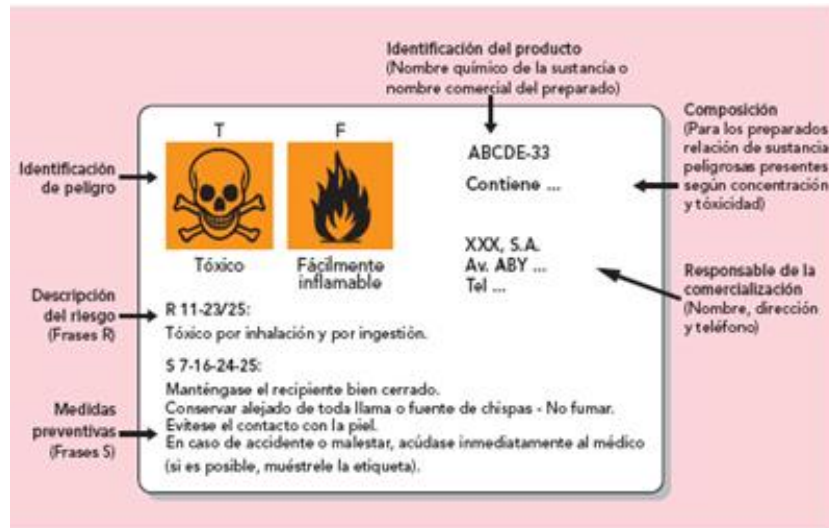 Identificación del producto
(Nombre químico de la sustancia o
nombre comercial del preparado)
Composición
(Para los preparados
relación de sustancia
peligrosas presentes
según concentración
y tóxicidad)
T
F
ABCDE-33
Contiene ...
Identificación
de peligro
Tóxico
Fácilmente
inflamable
XXX, S.A.
Av. ABY ...
Tel ...
Responsable de la
comercialización
(Nombre, dirección
y teléfono)
Descripción
del riesgo
(Frases R)
R 11-23/25:
Tóxico por inhalación y por ingestión.
S 7-16-24-25:
Manténgase el recipiente bien cerrado.
Conservar alejado de toda llama o fuente de chispas - No fumar.
Evítese el contacto con la piel.
En caso de accidente o malestar, acúdase inmediatamente al médico
(si es posible, muéstrele la etiqueta).
Medidas
preventivas
(Frases S)